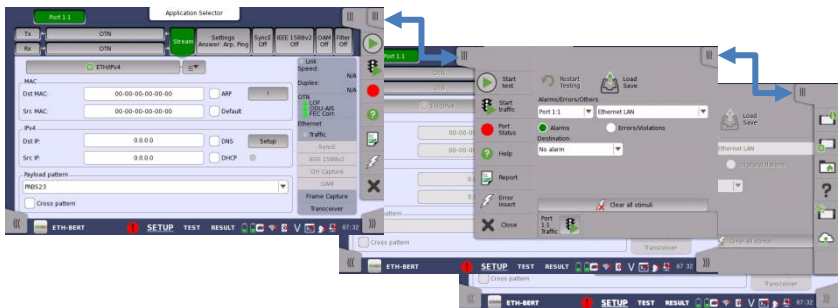 Port 1:1
Application Selector
Tx
OTN
Rx
OTN
Stream
Settings
Answer: Arp, Ping
SyncE
Off
IEEE 1588v2
Off
OAM
Off
Filter
Off
ETH/IPv4
Link
Speed:
N/A
Duplex:
N/A
OTN
LOF
ODU-AIS
FEC Corr.
Ethernet
Traffic
SyncE
IEEE 1588v2
OH Capture
OAM
Frame Capture
Transceiver
MAC
Dst MAC:
00-00-00-00-00-00
ARP
Src MAC:
00-00-00-00-00-00
Default
IPv4
Dst IP:
0.0.0.0
DNS
Setup
Src IP:
0.0.0.0
DHCP
Payload pattern
PRBS23
Cross pattern
ETH-BERT
SETUP TEST RESULT
07:32
Port 1:1
OTN
OTN
Start
test
Restart
Testing
Load
Save
Start
traffic
Alarms/Errors/Others
Port 1:1
Ethernet LAN
Port
Status
Alarms
Errors/Violations
Destination:
No alarm
Help
Report
Error
Insert
Clear all stimuli
Close
Port
1:1
Traffic
Cross pattern
Transceiver
ETH-BERT
SETUP TEST RESULT
07:32
Load
Save
Ethernet LAN
Errors/Violations
Clear all stimuli
Cross pattern
Transceiver
ETH-BERT
SETUP TEST RESULT
07:32